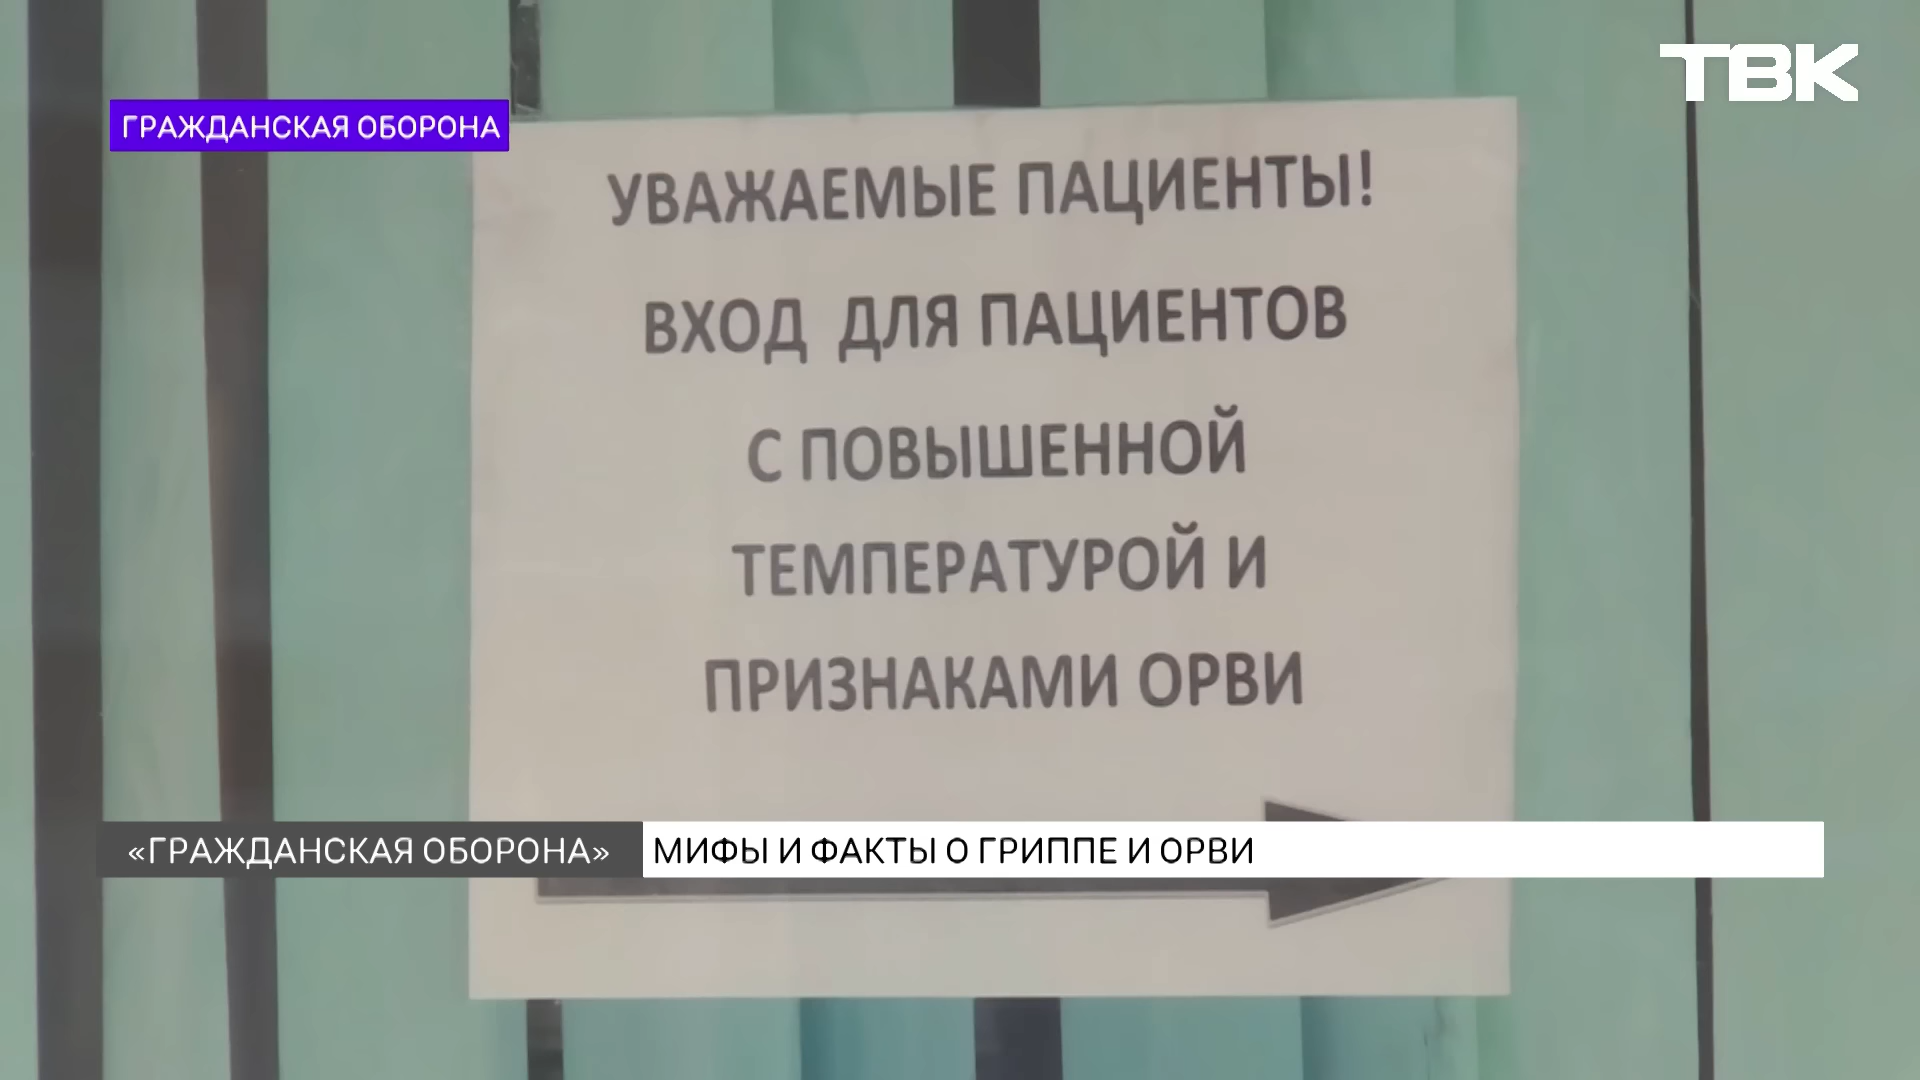 ТВК
ГРАЖДАНСКАЯ ОБОРОНА
УВАЖАЕМЫЕ ПАЦИЕНТЫ!
ВХОД ДЛЯ ПАЦИЕНТОВ
С ПОВЫШЕННОЙ
ТЕМПЕРАТУРОЙ И
ПРИЗНАКАМИ ОРВИ
«ГРАЖДАНСКАЯ ОБОРОНА» МИФЫ И ФАКТЫ О ГРИППЕ И ОРВИ